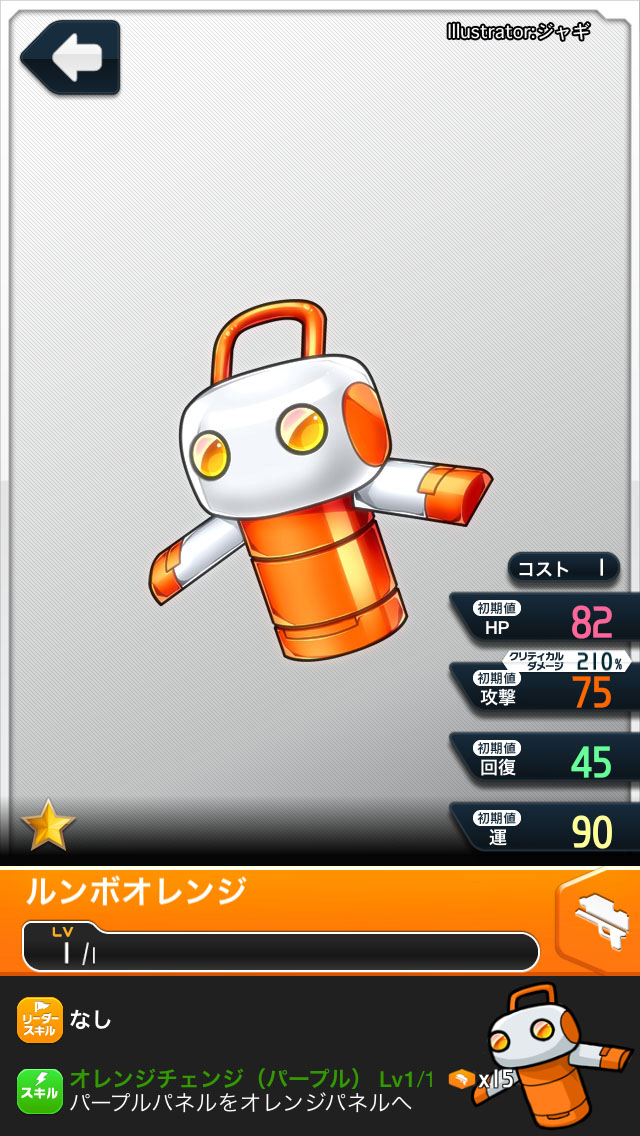 Illustrator:ジャギ
コスト 1
初期値
HP 82
クリティカル
ダメージ 210%
初期値
攻撃 75
初期値
回復 45
初期値
運 90
ルンボオレンジ
LV
1/1
リーダー
スキル なし
スキル オレンジチェンジ（パープル） Lv1/1 x15
パープルパネルをオレンジパネルへ